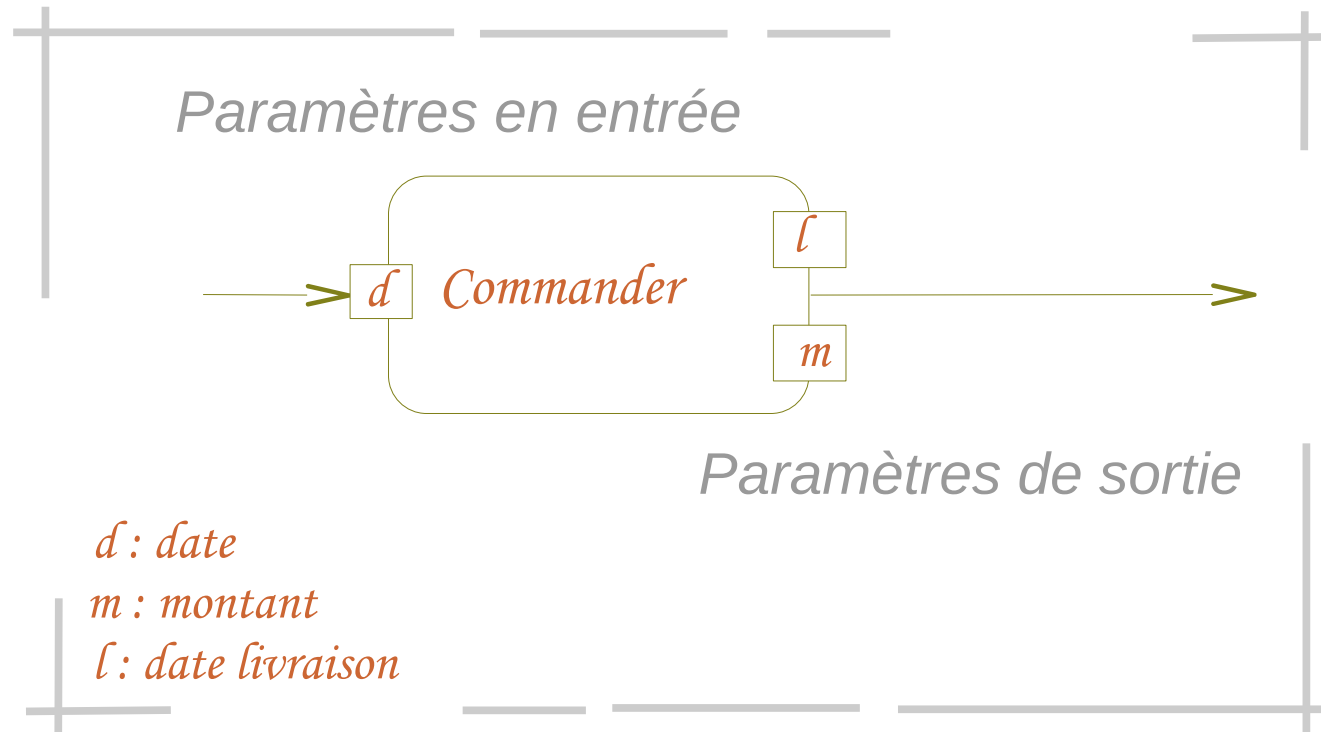 Paramètres en entrée
l
d
Commander
m
Paramètres de sortie
d : date
m : montant
l : date livraison